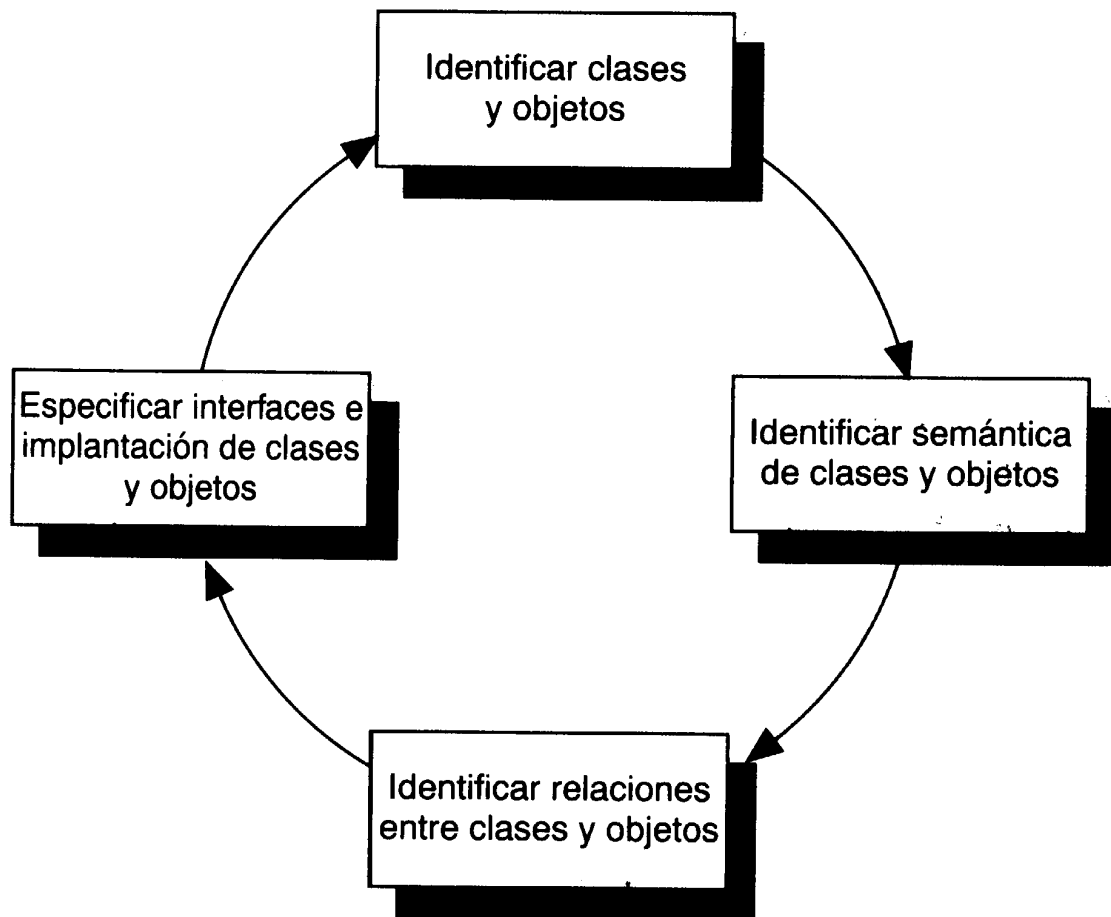 Identificar clases
y objetos
Identificar semántica
de clases y objetos
Identificar relaciones
entre clases y objetos
Especificar interfaces e
implantación de clases
y objetos